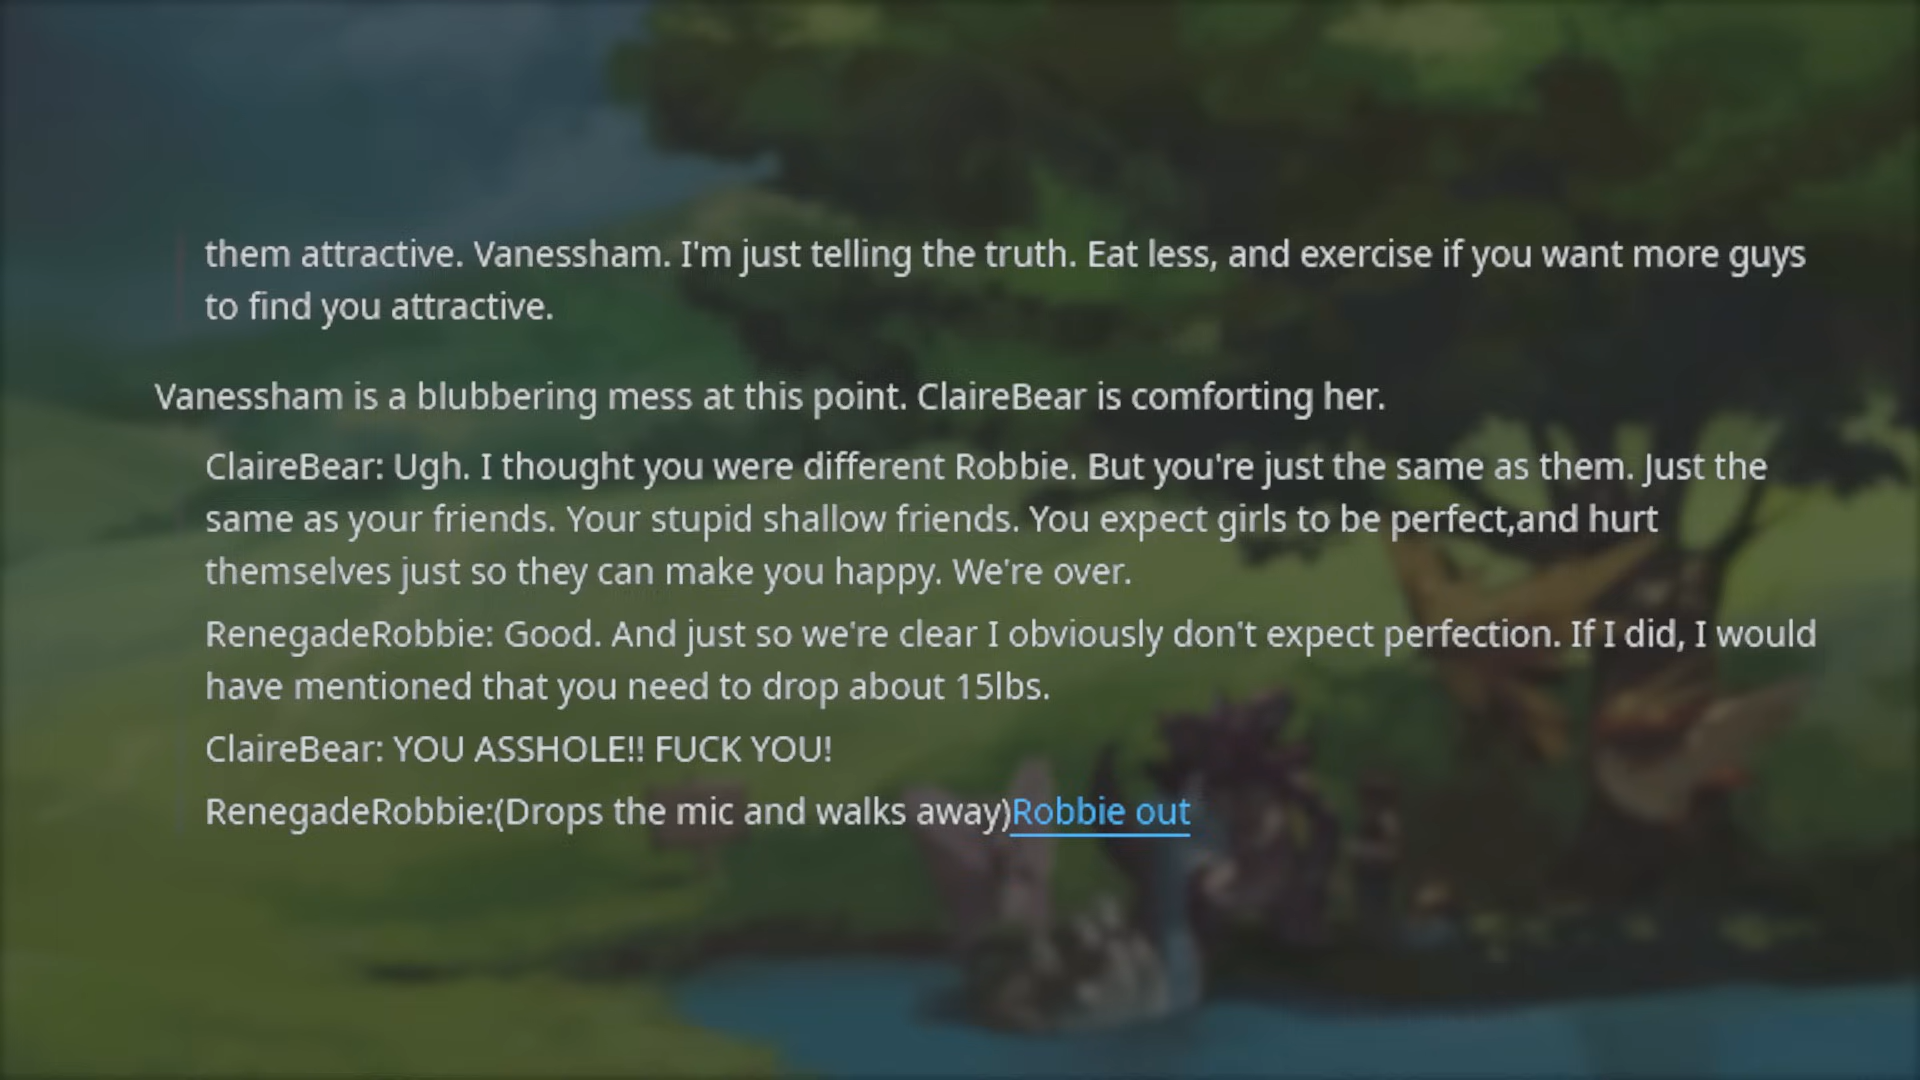 them attractive. Vanessham. I'm just telling the truth. Eat less, and exercise if you want more guys
to find you attractive.
Vanessham is a blubbering mess at this point. ClaireBear is comforting her.
ClaireBear: Ugh. I thought you were different Robbie. But you're just the same as them. Just the
same as your friends. Your stupid shallow friends. You expect girls to be perfect,and hurt
themselves just so they can make you happy. We're over.
RenegadeRobbie: Good. And just so we're clear I obviously don't expect perfection. If I did, I would
have mentioned that you need to drop about 15lbs.
ClaireBear: YOU ASSHOLE!! FUCK YOU!
RenegadeRobbie:(Drops the mic and walks away)Robbie out